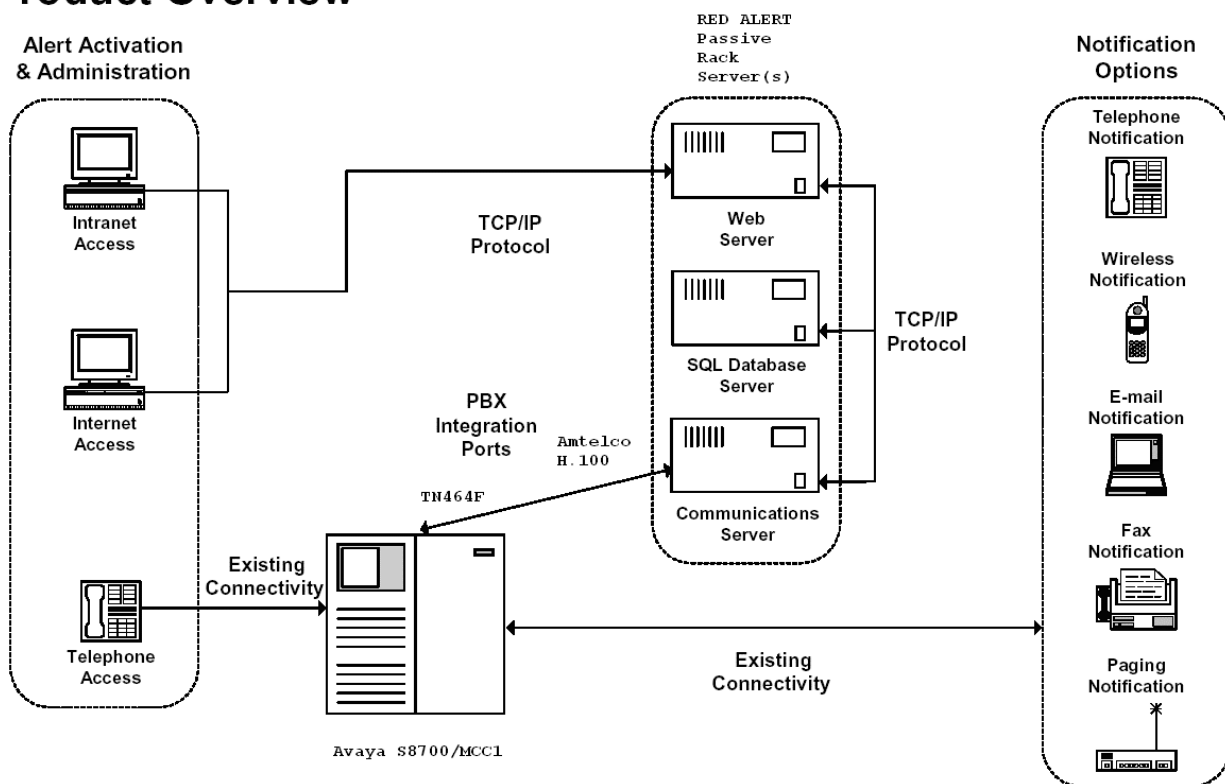 roduct Overview
Alert Activation
& Administration
Intranet
Access
Internet
Access
Telephone
Access
TCP/IP
Protocol
PBX
Integration
Ports
Amtelco
H.100
TN464F
Existing
Connectivity
Avaya S8700/MCC1
RED ALERT
Passive
Rack
Server(s)
Web
Server
SQL Database
Server
Communications
Server
TCP/IP
Protocol
Existing
Connectivity
Notification
Options
Telephone
Notification
Wireless
Notification
E-mail
Notification
Fax
Notification
Paging
Notification